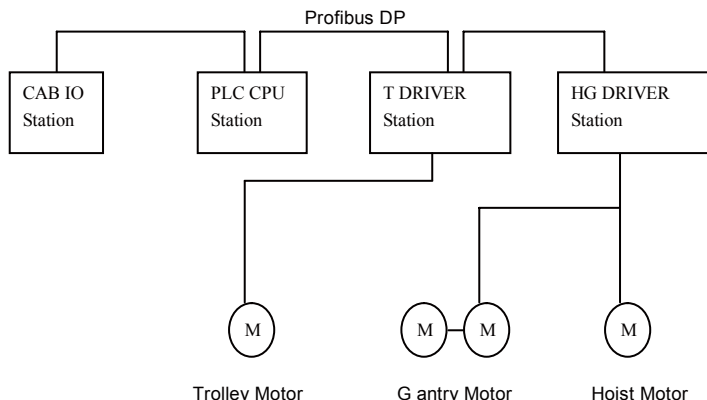 Profibus DP
CAB IO
Station
PLC CPU
Station
T DRIVER
Station
HG DRIVER
Station
M
M
M
M
Trolley Motor
G antry Motor
Hoist Motor